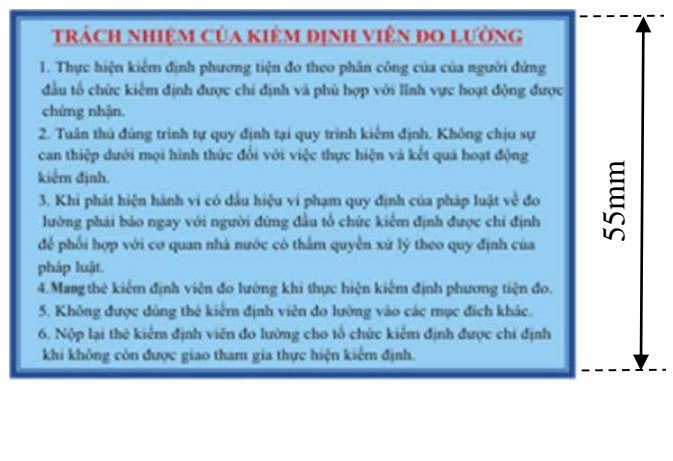 TRÁCH NHIỆM CỦA KIỂM ĐỊNH VIÊN ĐO LƯỜNG
1. Thực hiện kiểm định phương tiện đo theo phân công của của người đứng
đầu tổ chức kiểm định được chỉ định và phù hợp với lĩnh vực hoạt động được
chứng nhận.
2. Tuân thủ đúng trình tự quy định tại quy trình kiểm định. Không chịu sự
can thiệp dưới mọi hình thức đối với việc thực hiện và kết quả hoạt động
kiểm định.
3. Khi phát hiện hành vi có dấu hiệu vi phạm quy định của pháp luật về đo
lường phải báo ngay với người đứng đầu tổ chức kiểm định được chỉ định
để phối hợp với cơ quan nhà nước có thẩm quyền xử lý theo quy định của
pháp luật.
4.Mang thẻ kiểm định viên đo lường khi thực hiện kiểm định phương tiện đo.
5. Không được dùng thẻ kiểm định viên đo lường vào các mục đích khác.
6. Nộp lại thẻ kiểm định viên đo lường cho tổ chức kiểm định được chỉ định
khi không còn được giao tham gia thực hiện kiểm định.
55mm